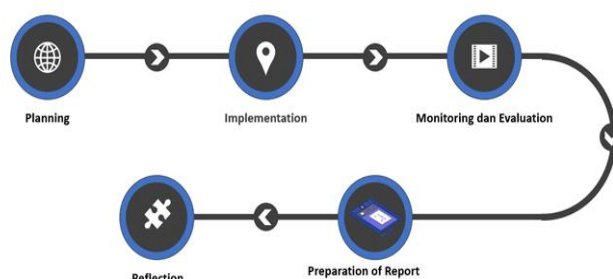 Planning
Implementation
Monitoring dan Evaluation
Preparation of Report
Reflection